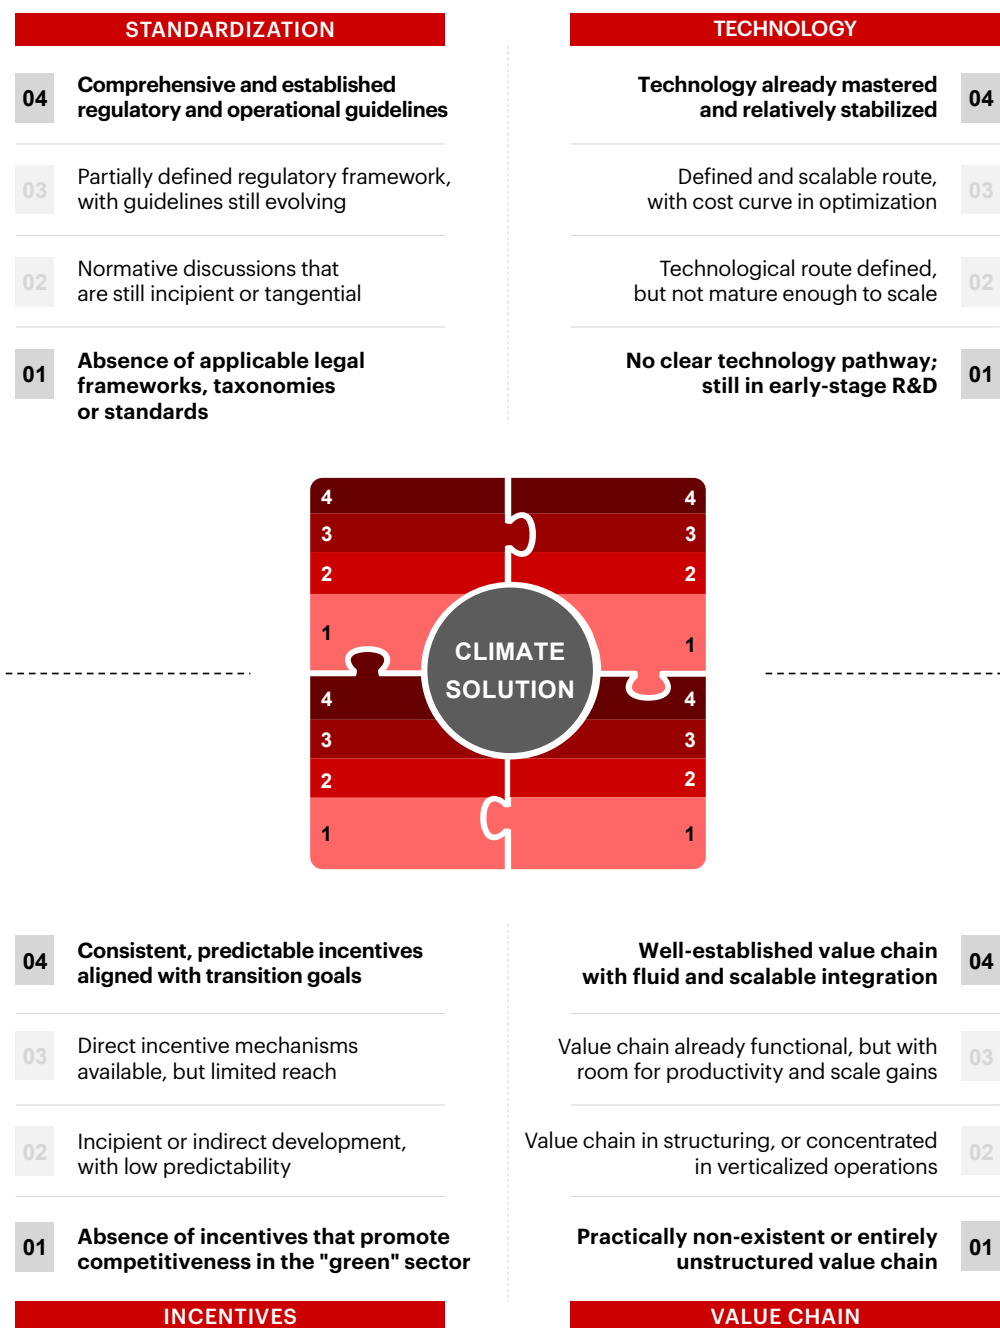 STANDARDIZATION
04
Comprehensive and established
regulatory and operational guidelines
03
Partially defined regulatory framework,
with guidelines still evolving
02
Normative discussions that
are still incipient or tangential
01
Absence of applicable legal
frameworks, taxonomies
or standards
TECHNOLOGY
Technology already mastered
and relatively stabilized
04
Defined and scalable route,
with cost curve in optimization
03
Technological route defined,
but not mature enough to scale
02
No clear technology pathway;
still in early-stage R&D
01
4
3
2
1
4
3
2
1
CLIMATE
SOLUTION
4
3
2
1
4
3
2
1
04
Consistent, predictable incentives
aligned with transition goals
03
Direct incentive mechanisms
available, but limited reach
02
Incipient or indirect development,
with low predictability
01
Absence of incentives that promote
competitiveness in the "green" sector
INCENTIVES
Well-established value chain
with fluid and scalable integration
04
Value chain already functional, but with
room for productivity and scale gains
03
Value chain in structuring, or concentrated
in verticalized operations
02
Practically non-existent or entirely
unstructured value chain
01
VALUE CHAIN